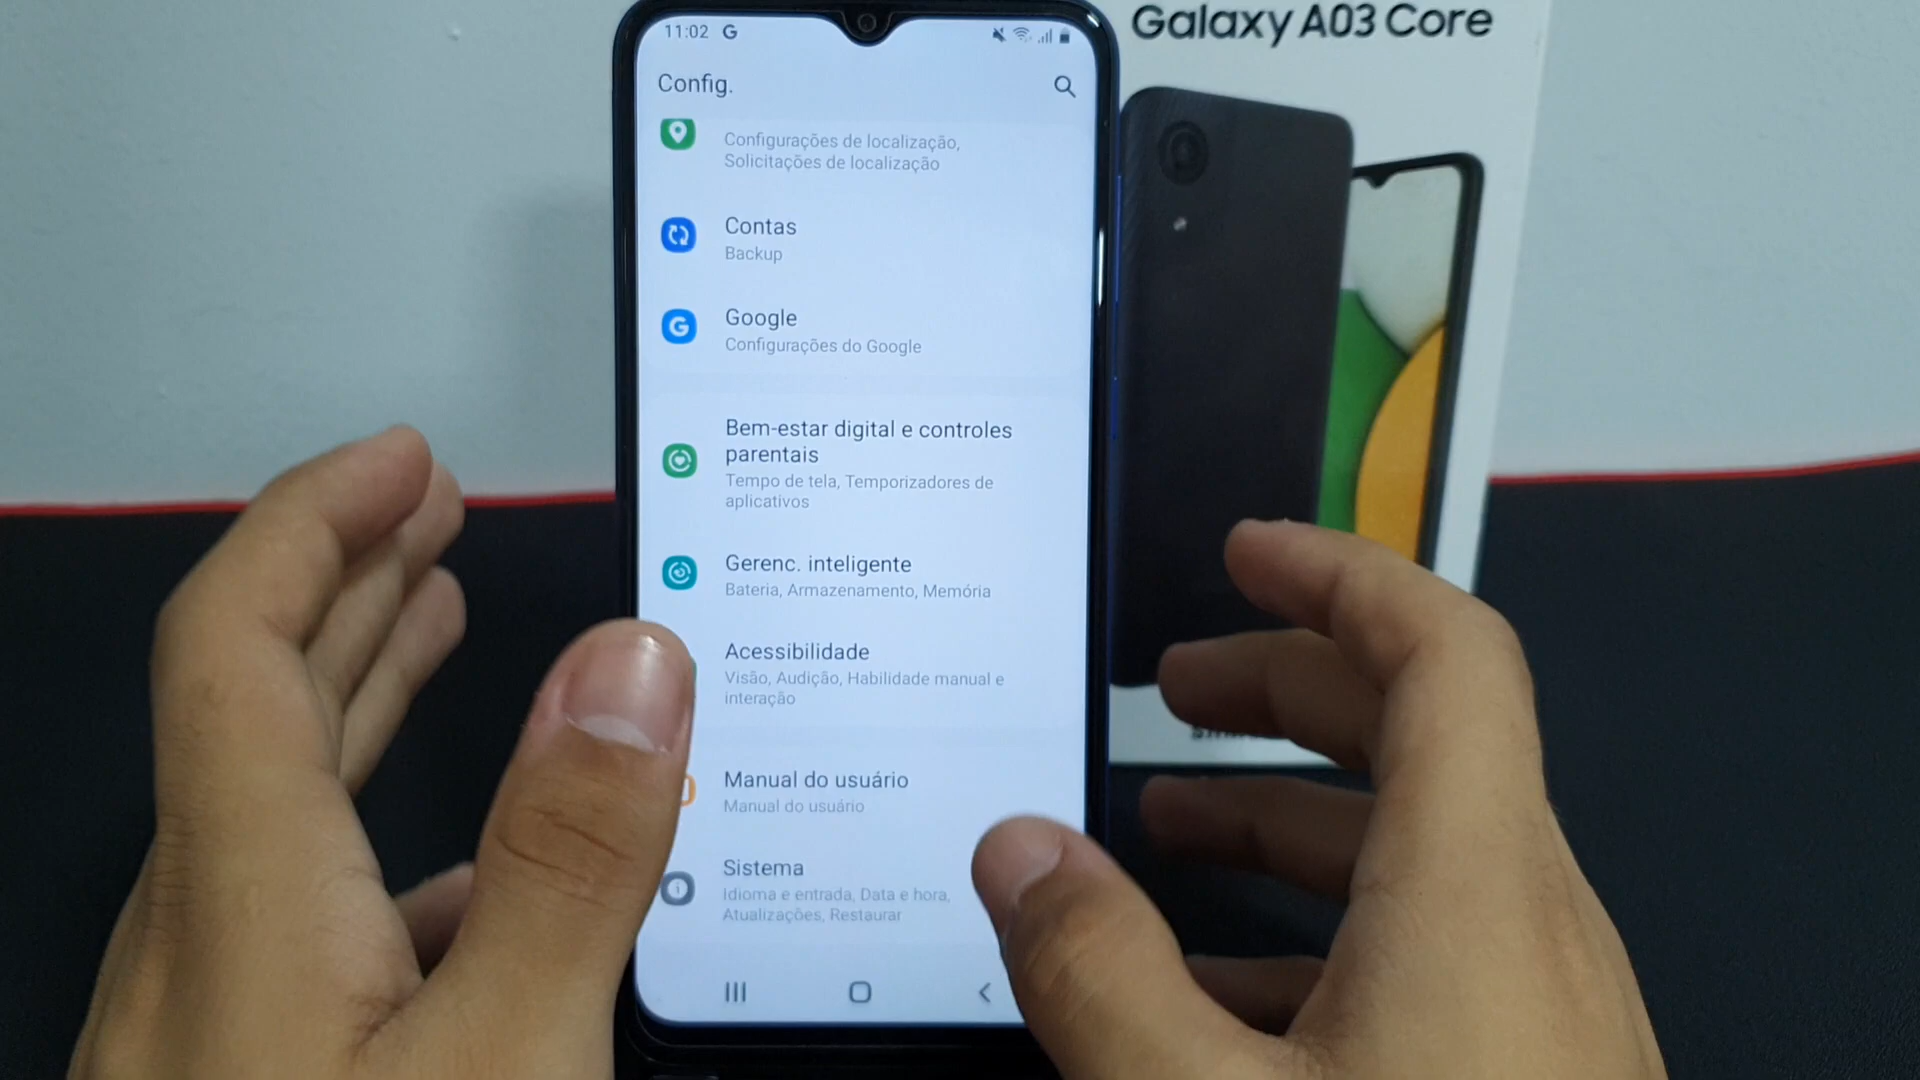 Galaxy A03 Core
11:02 G
Config.
Configurações de localização,
Solicitações de localização
Contas
Backup
G
Google
Configurações do Google
Bem-estar digital e controles
parentais
Tempo de tela, Temporizadores de
aplicativos
Gerenc. inteligente
Bateria, Armazenamento, Memória
Acessibilidade
Visão, Audição, Habilidade manual e
interação
Manual do usuário
Manual do usuário
Sistema
Idioma e entrada, Data e hora,
Atualizações, Restaurar